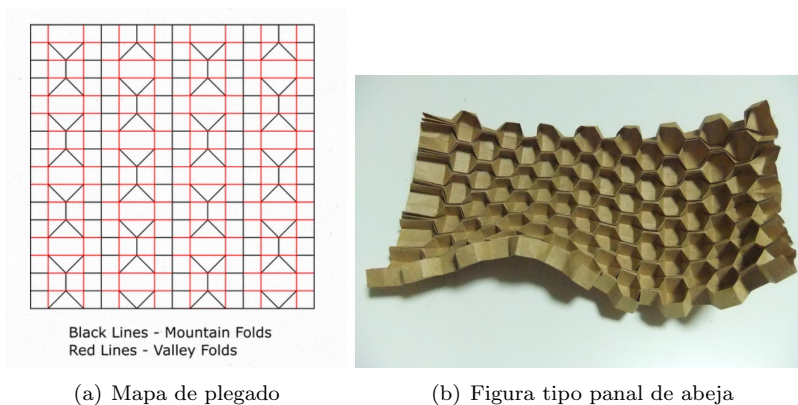 Black Lines - Mountain Folds
Red Lines - Valley Folds
(a) Mapa de plegado
(b) Figura tipo panal de abeja